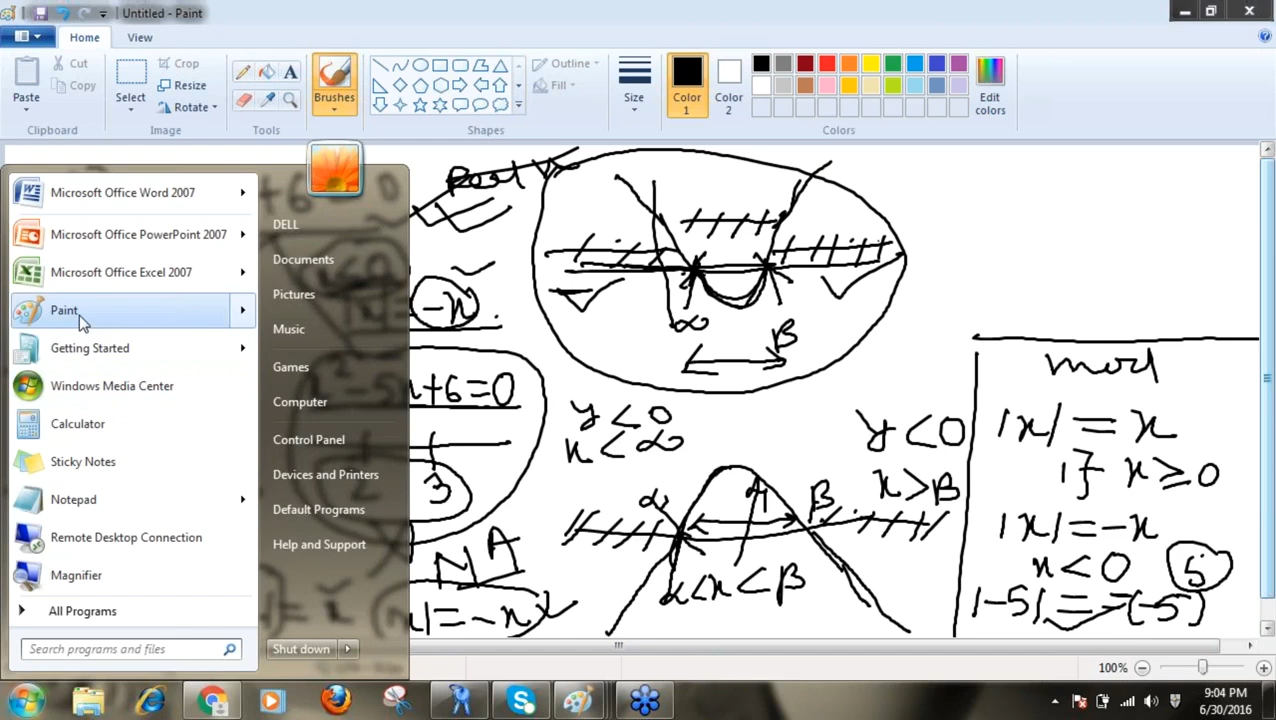 Untitled - Paint
Home
View
Paste
Cut
Copy
Clipboard
Select
Crop
Resize
Rotate
Image
Tools
Brushes
Shapes
Outline
Fill
Size
Color 1
Color 2
Edit colors
Colors
Microsoft Office Word 2007
Microsoft Office PowerPoint 2007
Microsoft Office Excel 2007
Paint
Getting Started
Windows Media Center
Calculator
Sticky Notes
Notepad
Remote Desktop Connection
Magnifier
All Programs
Search programs and files
DELL
Documents
Pictures
Music
Games
Computer
Control Panel
Devices and Printers
Default Programs
Help and Support
Shut down
-x
+6=0
3
NA
|=-x
α
β
y<0
x<α
y<0
x>β
α
β
α<x<β
mod
|x|=x
if x≥0
|x|=-x
x<0
5
|-5|=-(-5)
100%
9:04 PM
6/30/2016